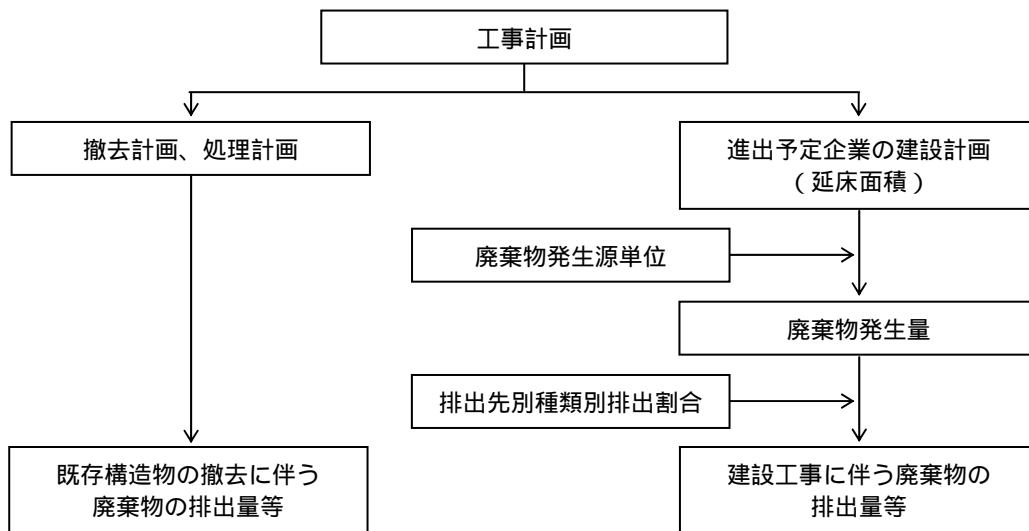 工事計画
撤去計画、処理計画
進出予定企業の建設計画
（延床面積）
廃棄物発生源単位
廃棄物発生量
排出先別種類別排出割合
既存構造物の撤去に伴う
廃棄物の排出量等
建設工事に伴う廃棄物の
排出量等